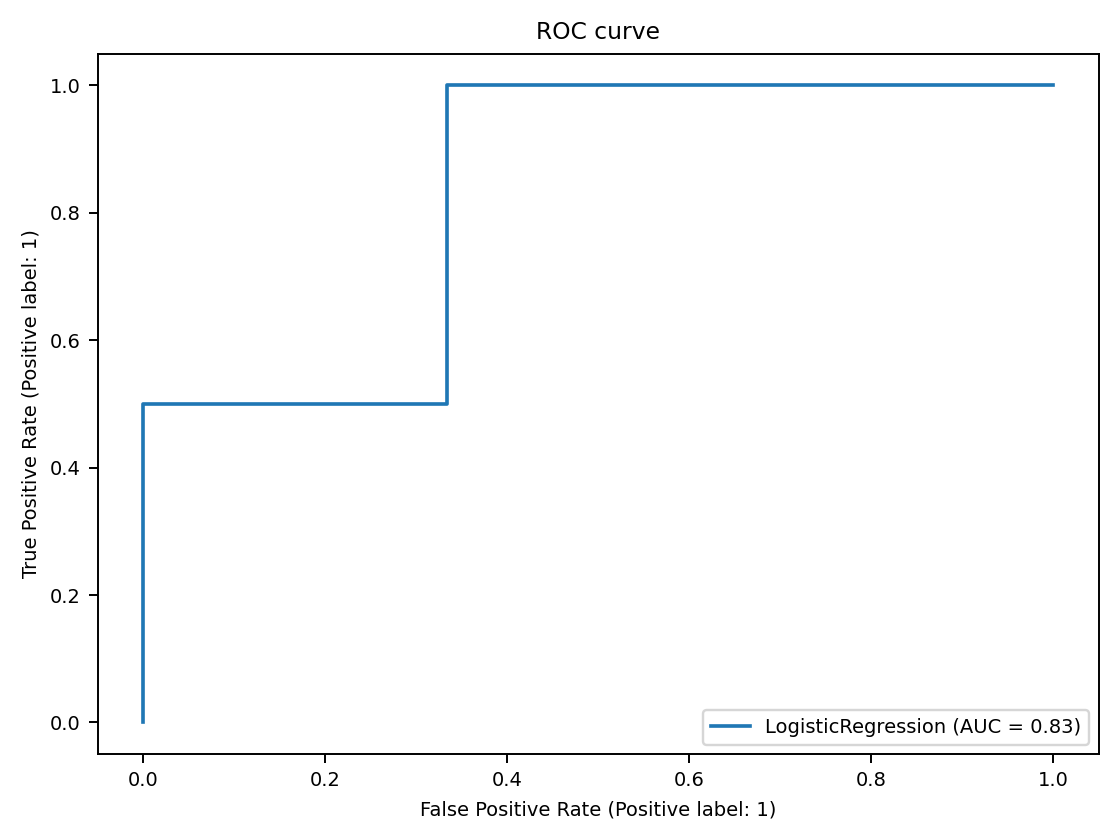 ROC curve
1.0
0.8
0.6
0.4
0.2
0.0
True Positive Rate (Positive label: 1)
LogisticRegression (AUC = 0.83)
0.0 0.2 0.4 0.6 0.8 1.0
False Positive Rate (Positive label: 1)